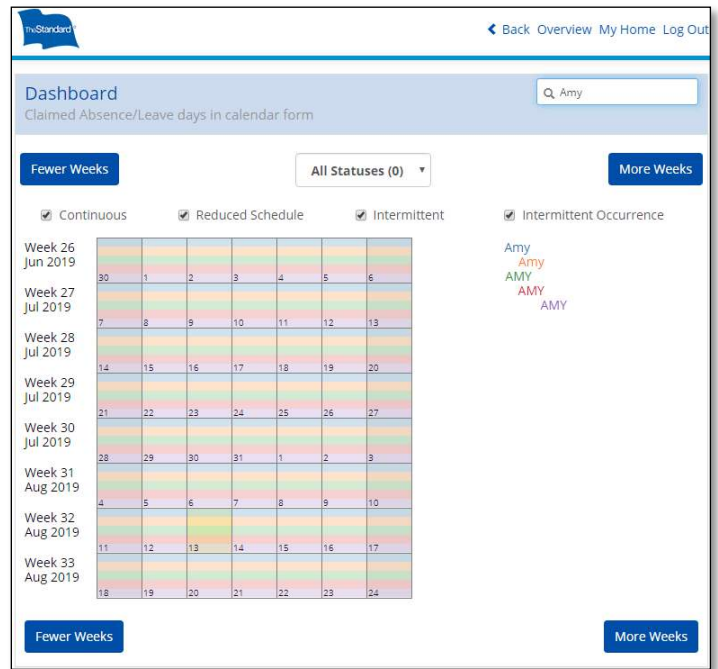 TheStandard
Back Overview My Home Log Out
Dashboard
Amy
Claimed Absence/Leave days in calendar form
Fewer Weeks
All Statuses (0)
More Weeks
Continuous Reduced Schedule Intermittent Intermittent Occurrence
Week 26
Jun 2019
30 1 2 3 4 5 6
Week 27
Jul 2019
7 8 9 10 11 12 13
Week 28
Jul 2019
14 15 16 17 18 19 20
Week 29
Jul 2019
21 22 23 24 25 26 27
Week 30
Jul 2019
28 29 30 31 1 2 3
Week 31
Aug 2019
4 5 6 7 8 9 10
Week 32
Aug 2019
11 12 13 14 15 16 17
Week 33
Aug 2019
18 19 20 21 22 23 24
Amy
Amy
AMY
AMY
AMY
Fewer Weeks
More Weeks